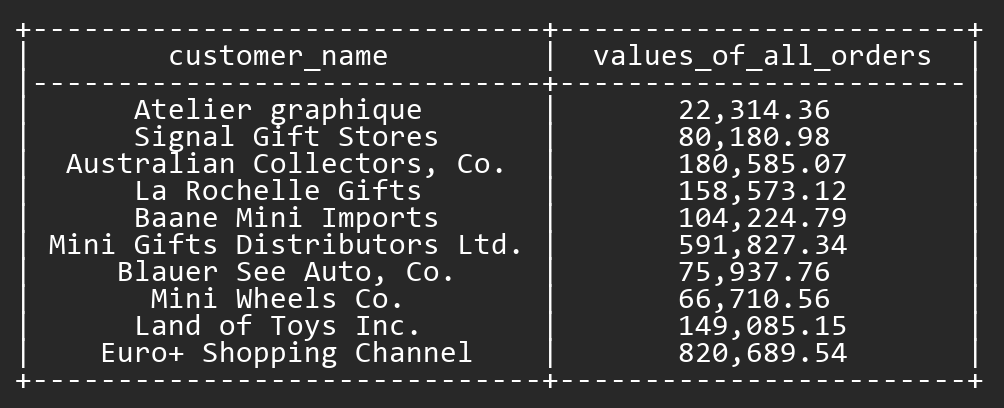 +------------------------------+------------------------+
| customer_name | values_of_all_orders |
|------------------------------+------------------------|
| Atelier graphique | 22,314.36 |
| Signal Gift Stores | 80,180.98 |
| Australian Collectors, Co. | 180,585.07 |
| La Rochelle Gifts | 158,573.12 |
| Baane Mini Imports | 104,224.79 |
| Mini Gifts Distributors Ltd. | 591,827.34 |
| Blauer See Auto, Co. | 75,937.76 |
| Mini Wheels Co. | 66,710.56 |
| Land of Toys Inc. | 149,085.15 |
| Euro+ Shopping Channel | 820,689.54 |
+------------------------------+------------------------+